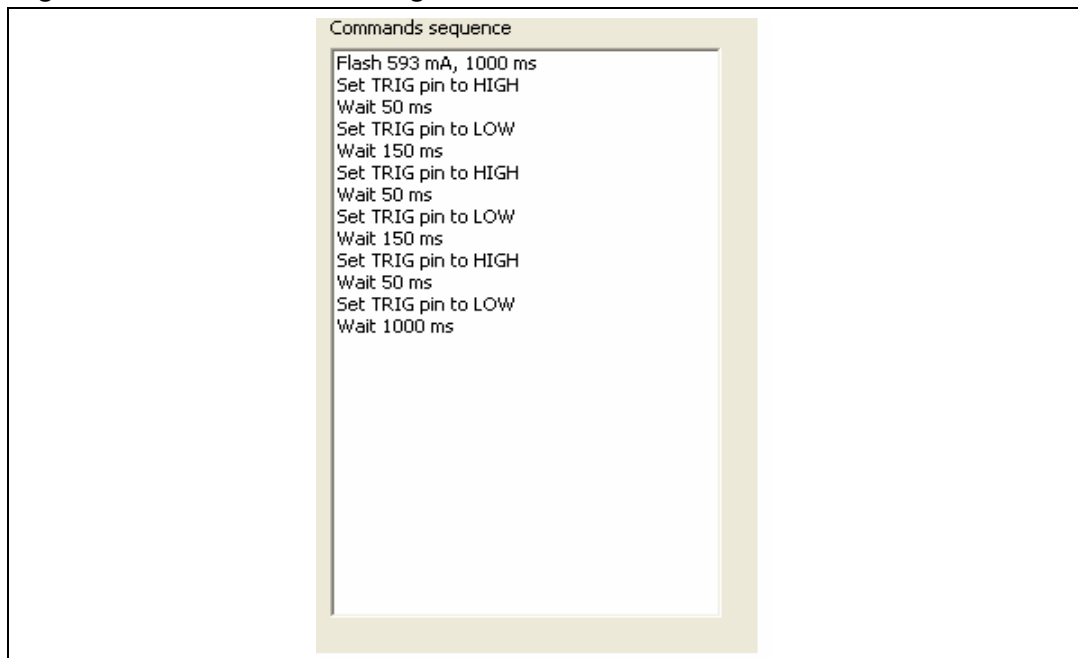 Commands sequence
Flash 593 mA, 1000 ms
Set TRIG pin to HIGH
Wait 50 ms
Set TRIG pin to LOW
Wait 150 ms
Set TRIG pin to HIGH
Wait 50 ms
Set TRIG pin to LOW
Wait 150 ms
Set TRIG pin to HIGH
Wait 50 ms
Set TRIG pin to LOW
Wait 1000 ms